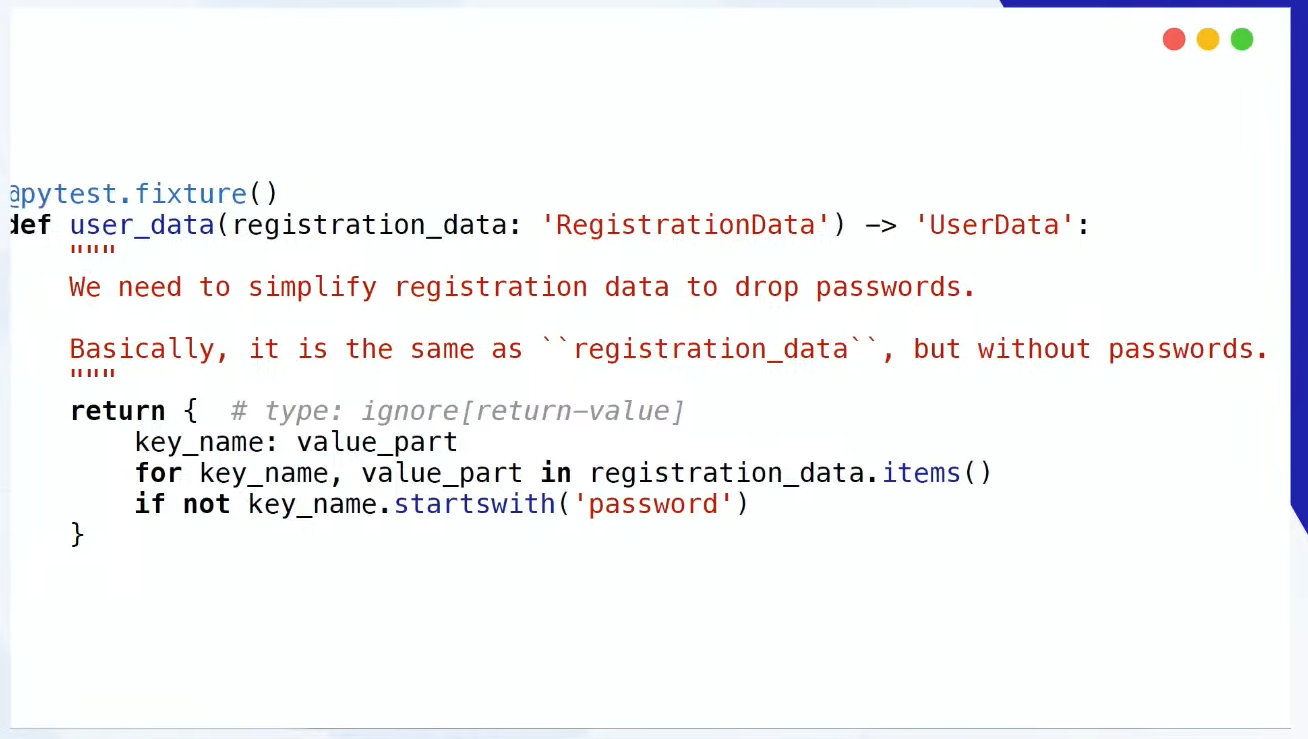 @pytest.fixture()
def user_data(registration_data: 'RegistrationData') -> 'UserData':
    """
    We need to simplify registration data to drop passwords.

    Basically, it is the same as ``registration_data``, but without passwords.
    """
    return {  # type: ignore[return-value]
        key_name: value_part
        for key_name, value_part in registration_data.items()
        if not key_name.startswith('password')
    }